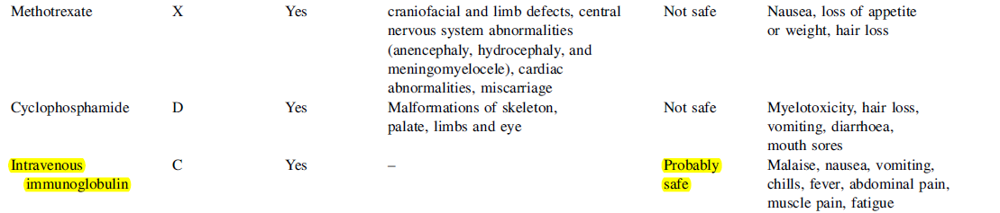 Methotrexate X Yes craniofacial and limb defects, central Not safe Nausea, loss of appetite
nervous system abnormalities or weight, hair loss
(anencephaly, hydrocephaly, and
meningomyelocele), cardiac
abnormalities, miscarriage
Cyclophosphamide D Yes Malformations of skeleton, Not safe Myelotoxicity, hair loss,
palate, limbs and eye vomiting, diarrhoea,
mouth sores
Intravenous C Yes – Probably Malaise, nausea, vomiting,
immunoglobulin safe chills, fever, abdominal pain,
muscle pain, fatigue